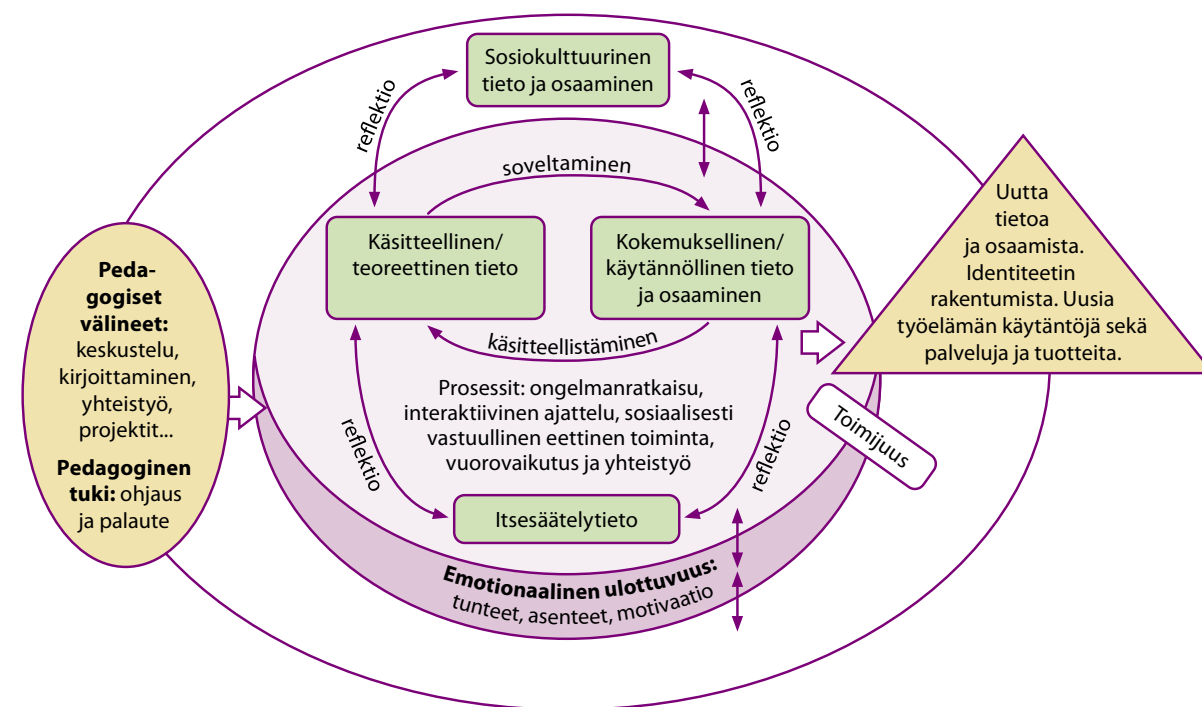 Sosiokulttuurinen
tieto ja osaaminen
reflektio
reflektio
soveltaminen
Käsitteellinen/
teoreettinen tieto
Kokemuksellinen/
käytännöllinen tieto
ja osaaminen
käsitteellistäminen
Peda-
gogiset
välineet:
keskustelu,
kirjoittaminen,
yhteistyö,
projektit...
Pedagoginen
tuki: ohjaus
ja palaute
Prosessit: ongelmanratkaisu,
interaktiivinen ajattelu, sosiaalisesti
vastuullinen eettinen toiminta,
vuorovaikutus ja yhteistyö
reflektio
reflektio
Itsesäätelytieto
Emotionaalinen ulottuvuus:
tunteet, asenteet, motivaatio
Toimijuus
Uutta
tietoa
ja osaamista.
Identiteetin
rakentumista. Uusia
työelämän käytäntöjä sekä
palveluja ja tuotteita.